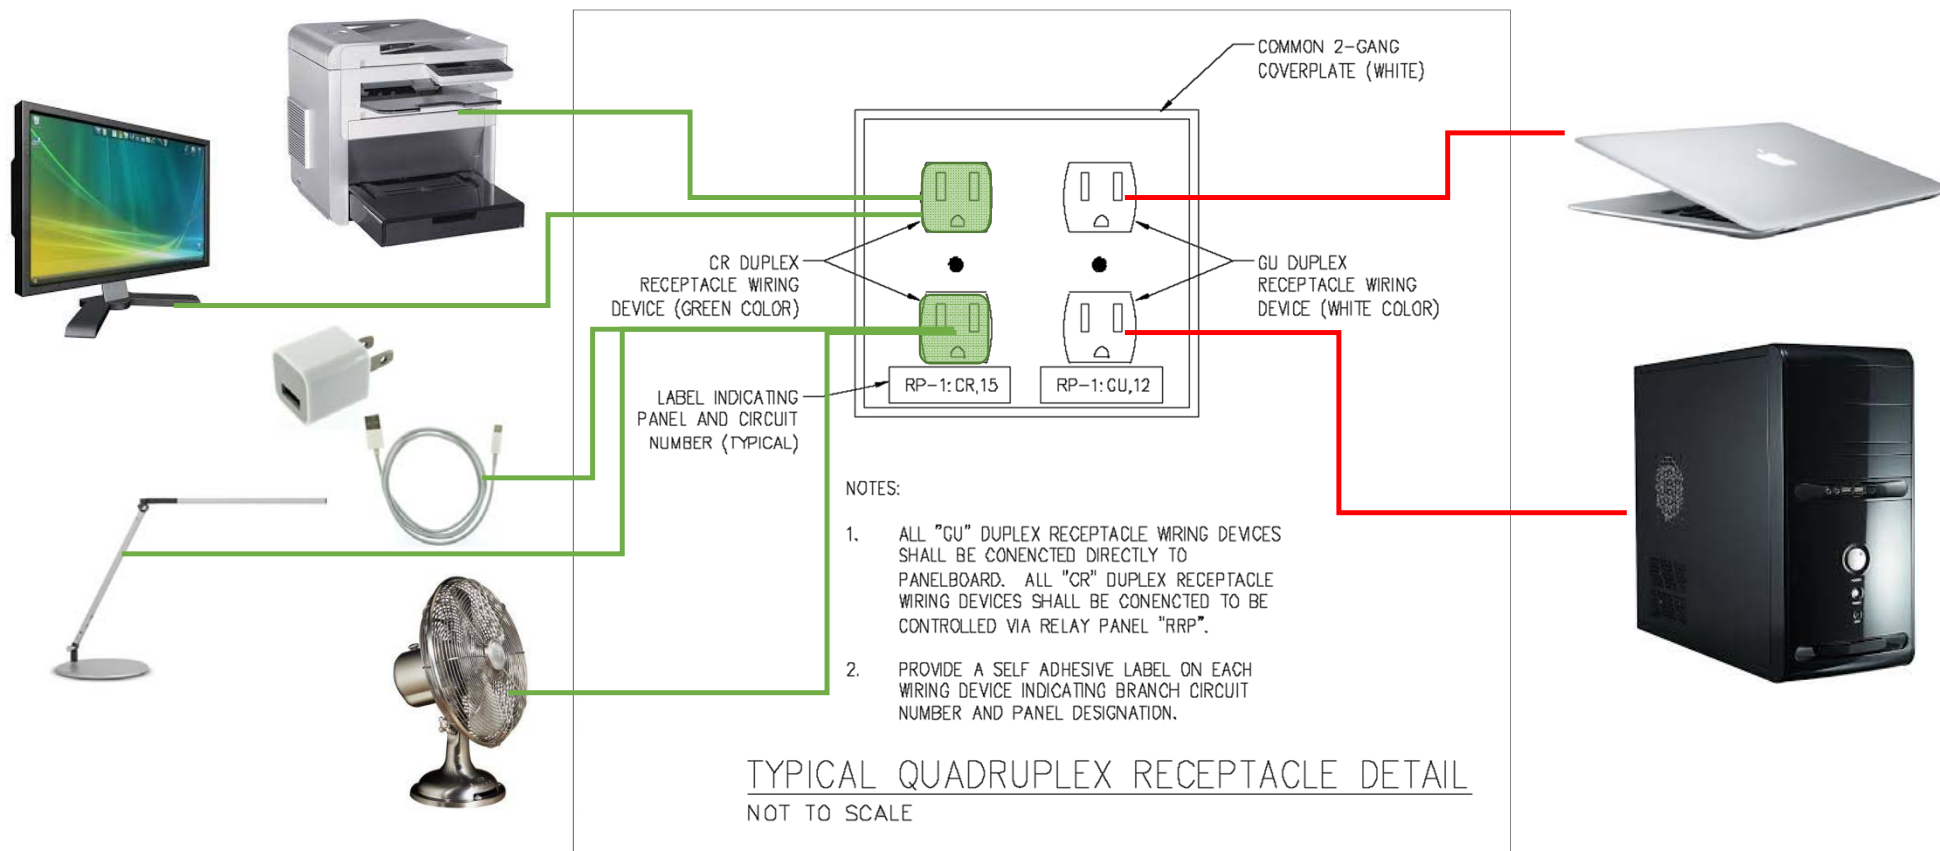 COMMON 2-GANG
COVERPLATE (WHITE)
CR DUPLEX
RECEPTACLE WIRING
DEVICE (GREEN COLOR)
GU DUPLEX
RECEPTACLE WIRING
DEVICE (WHITE COLOR)
RP-1:CR,15
RP-1:GU,12
LABEL INDICATING
PANEL AND CIRCUIT
NUMBER (TYPICAL)
NOTES:
1. ALL "GU" DUPLEX RECEPTACLE WIRING DEVICES
SHALL BE CONENCTED DIRECTLY TO
PANELBOARD. ALL "CR" DUPLEX RECEPTACLE
WIRING DEVICES SHALL BE CONENCTED TO BE
CONTROLLED VIA RELAY PANEL "RRP".
2. PROVIDE A SELF ADHESIVE LABEL ON EACH
WIRING DEVICE INDICATING BRANCH CIRCUIT
NUMBER AND PANEL DESIGNATION.
TYPICAL QUADRUPLEX RECEPTACLE DETAIL
NOT TO SCALE